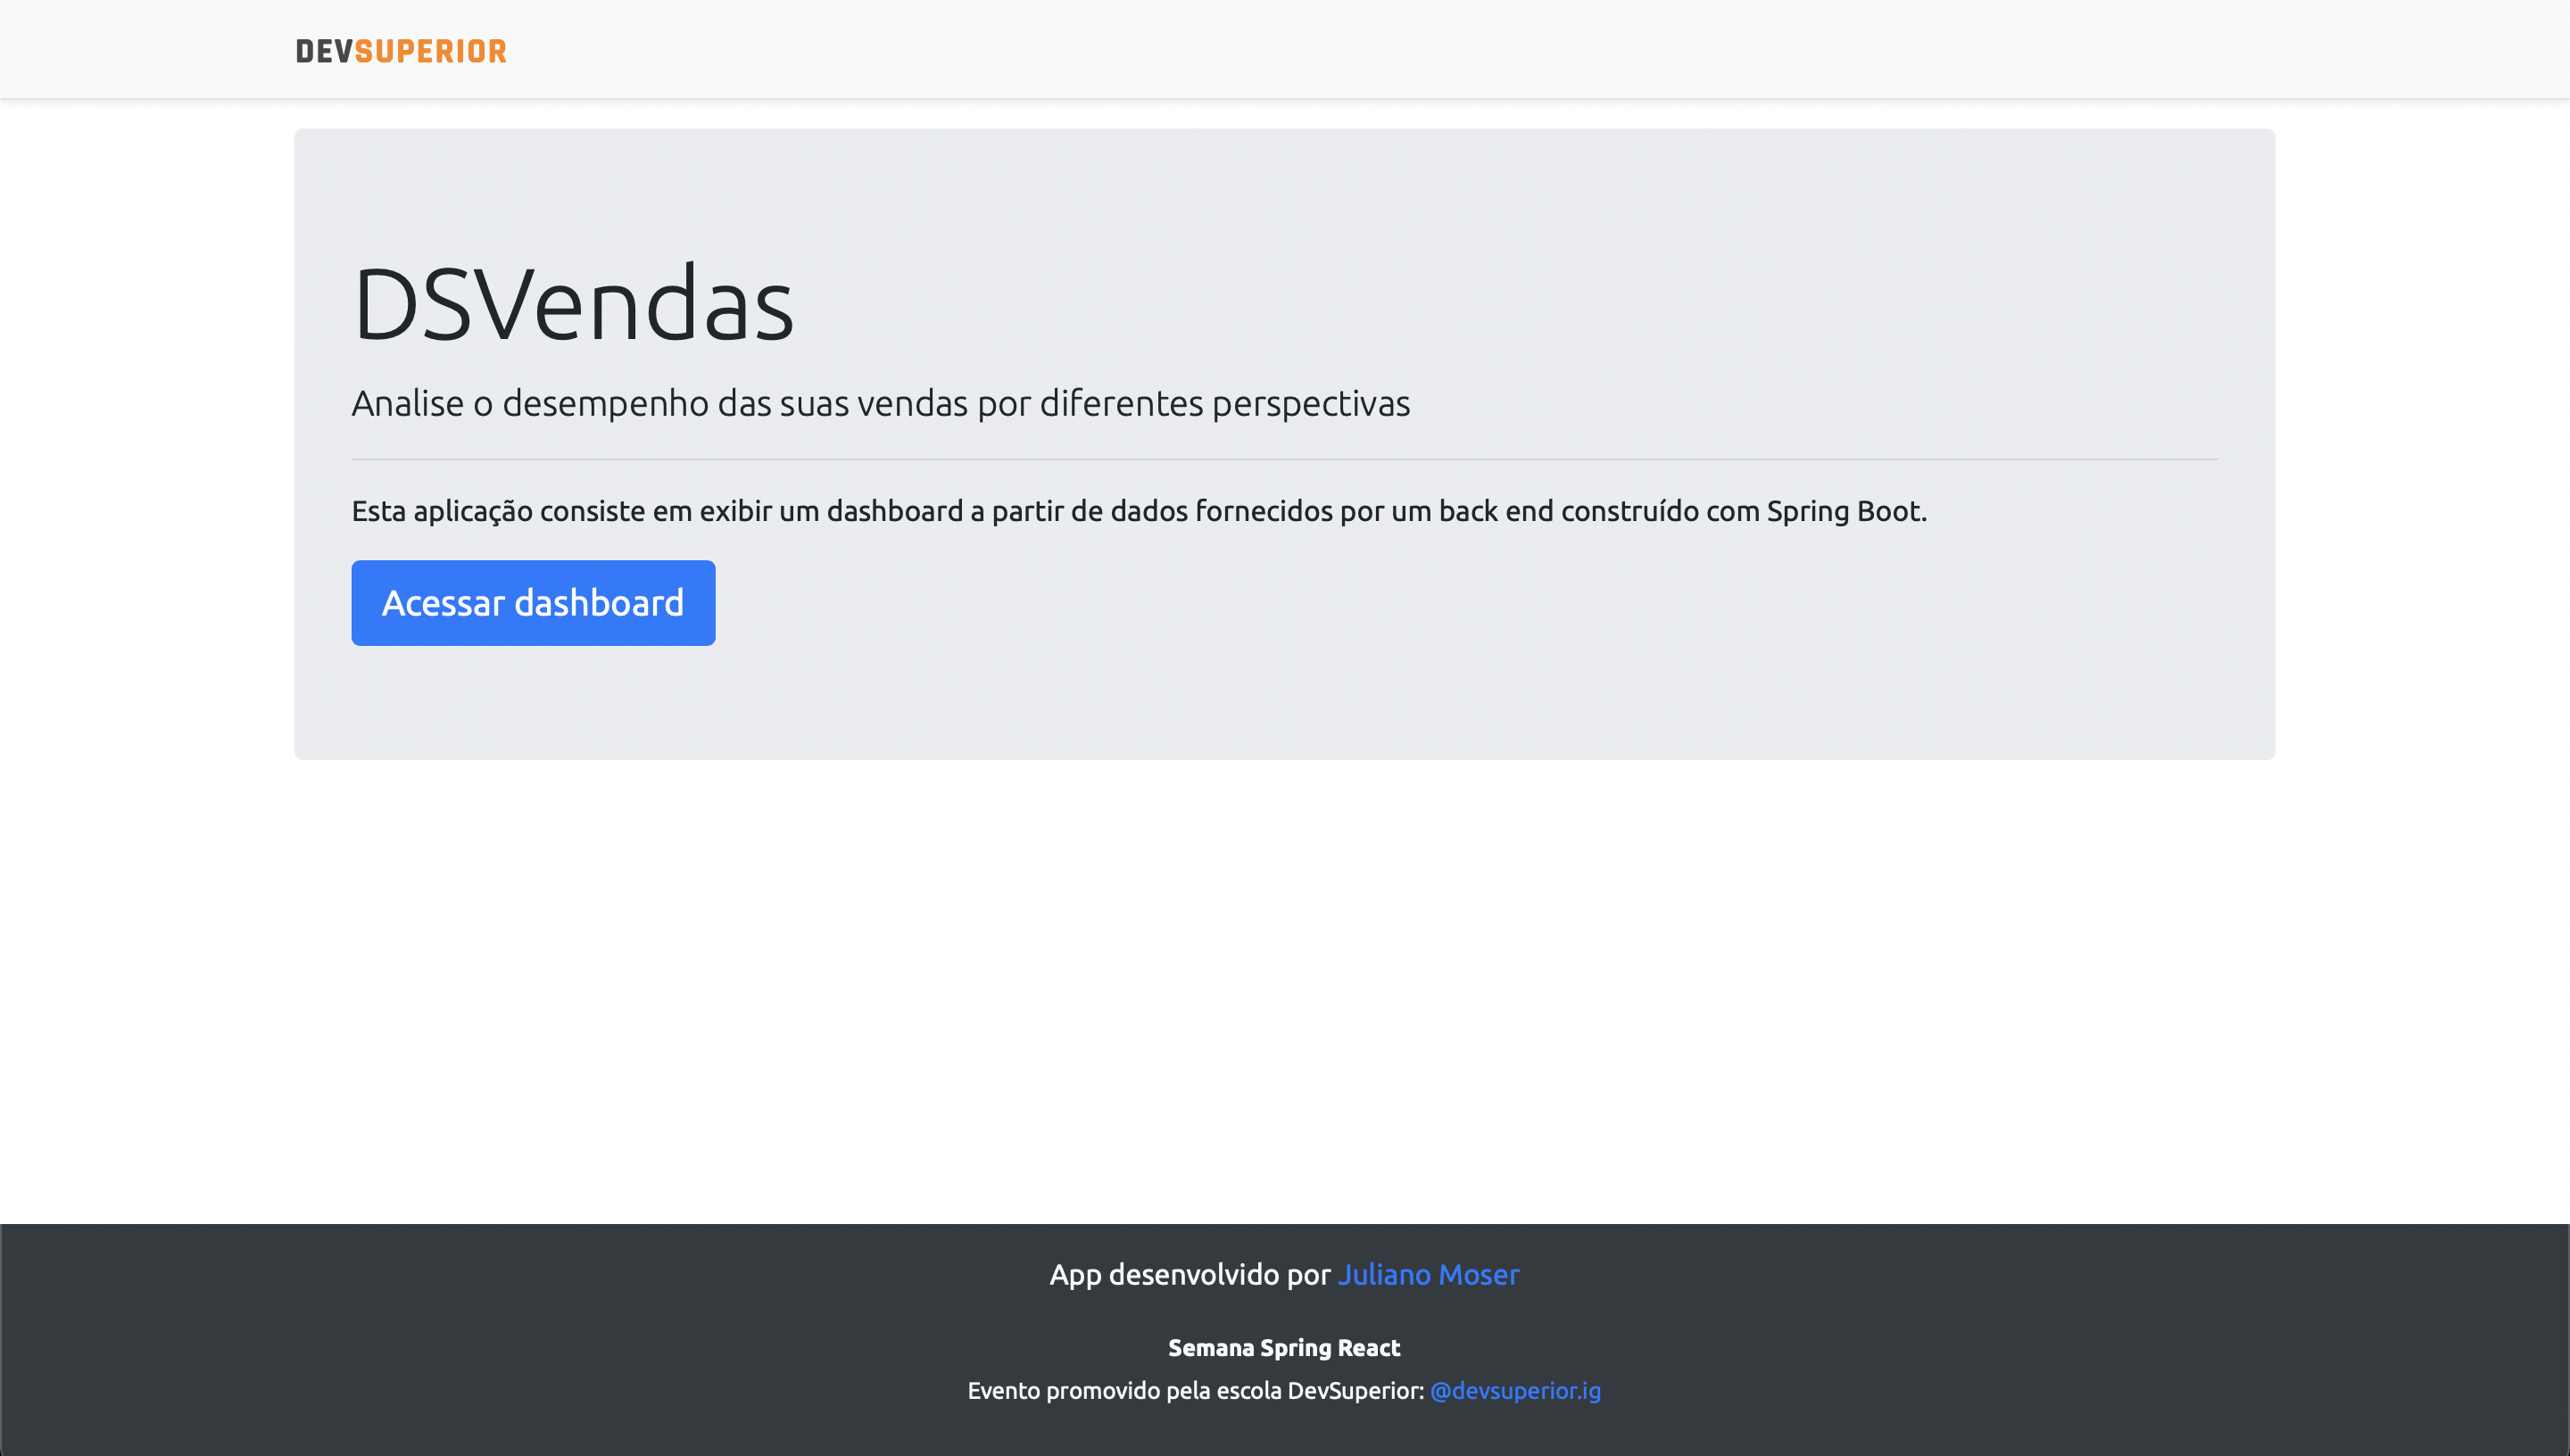 DEVSUPERIOR
DSVendas
Analise o desempenho das suas vendas por diferentes perspectivas
Esta aplicação consiste em exibir um dashboard a partir de dados fornecidos por um back end construído com Spring Boot.
Acessar dashboard
App desenvolvido por Juliano Moser
Semana Spring React
Evento promovido pela escola DevSuperior: @devsuperior.ig